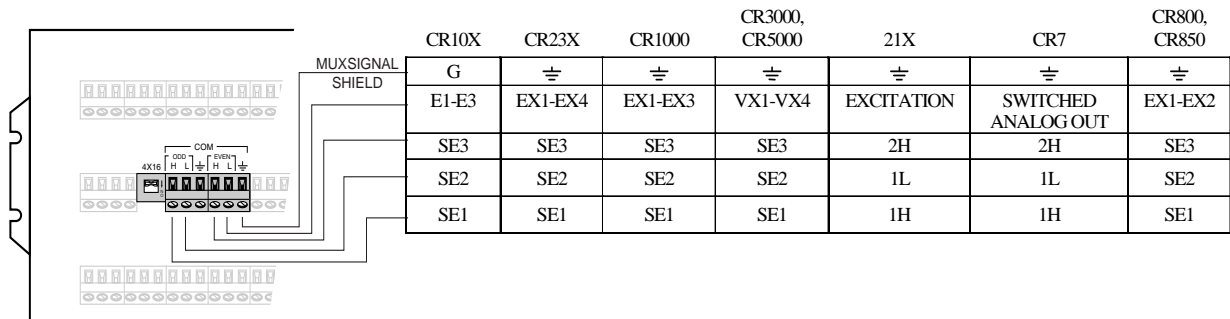 CR10X CR23X CR1000 CR3000, CR5000 21X CR7 CR800, CR850
MUXSIGNAL SHIELD G ⏚ ⏚ ⏚ ⏚ ⏚ ⏚
E1-E3 EX1-EX4 EX1-EX3 VX1-VX4 EXCITATION SWITCHED ANALOG OUT EX1-EX2
SE3 SE3 SE3 SE3 2H 2H SE3
SE2 SE2 SE2 SE2 1L 1L SE2
SE1 SE1 SE1 SE1 1H 1H SE1
COM
ODD EVEN
4X16 H L ⏚ H L ⏚